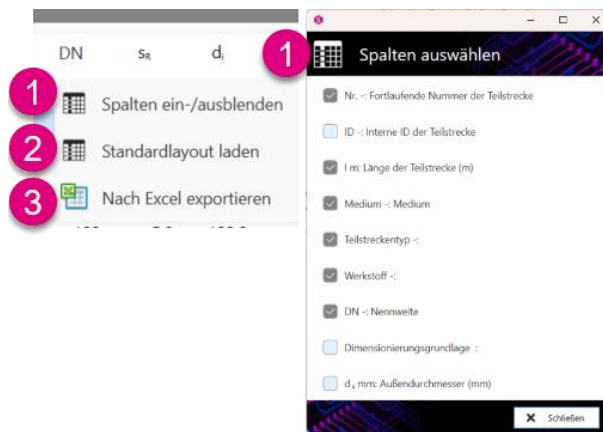 DN sR di
1 Spalten ein-/ausblenden
2 Standardlayout laden
3 Nach Excel exportieren
1 Spalten auswählen
Nr. -: Fortlaufende Nummer der Teilstrecke
ID -: Interne ID der Teilstrecke
l m: Länge der Teilstrecke (m)
Medium -: Medium
Teilstreckentyp -:
Werkstoff -:
DN -: Nennweite
Dimensionierungsgrundlage :
da mm: Außendurchmesser (mm)
Schließen